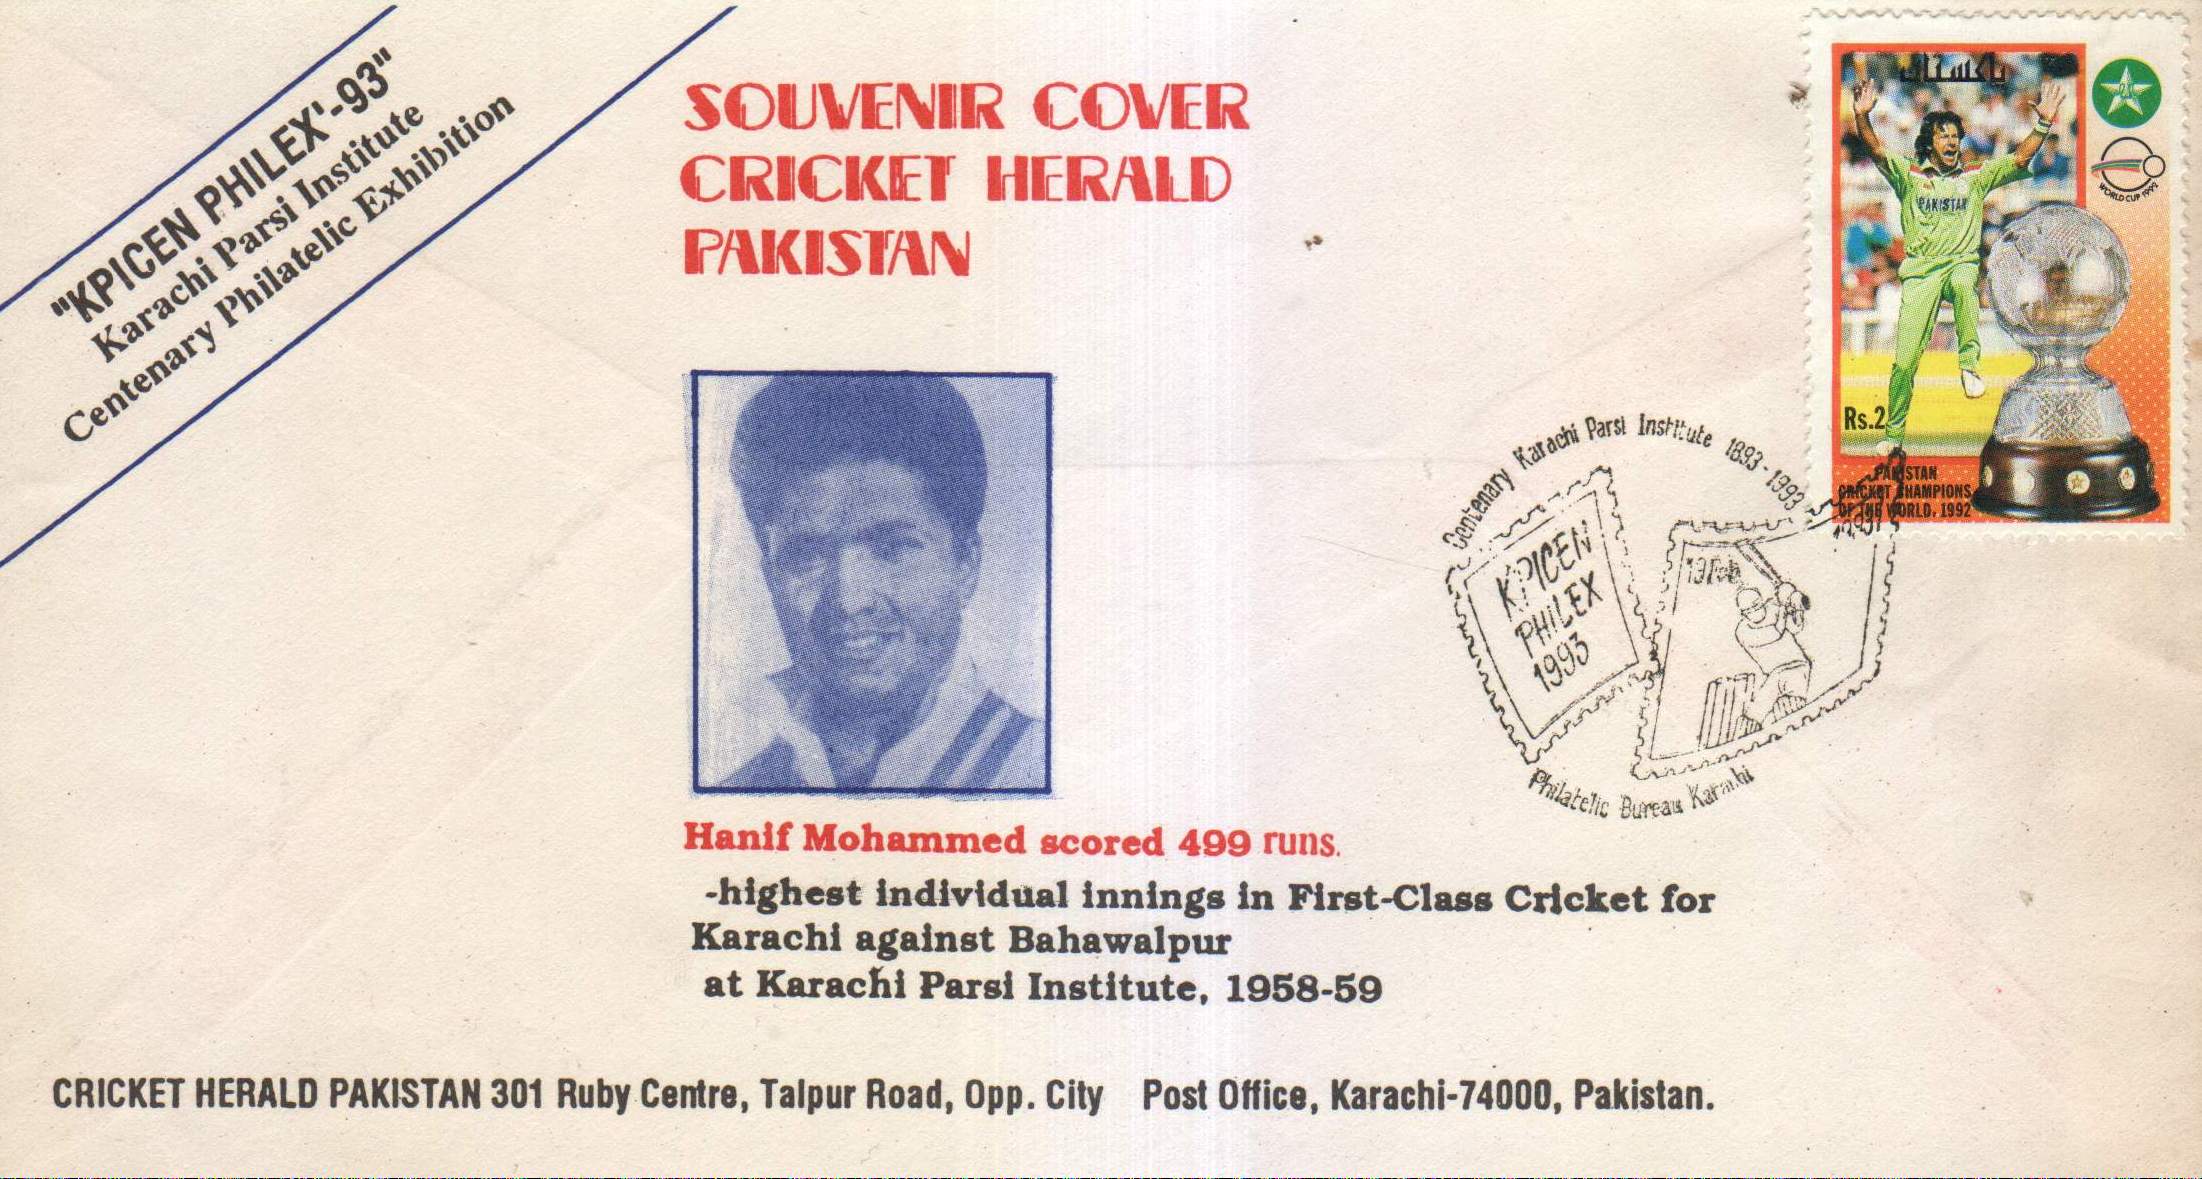 "KPICEN PHILEX'-93"
Karachi Parsi Institute
Centenary Philatelic Exhibition
SOUVENIR COVER
CRICKET HERALD
PAKISTAN
پاکستان
WORLD CUP 1992
PAKISTAN
Rs.2
PAKISTAN
CRICKET CHAMPIONS
OF THE WORLD, 1992
Centenary Karachi Parsi Institute 1893-1993
KPICEN
PHILEX
1993
Philatelic Bureau Karachi
Hanif Mohammed scored 499 runs.
-highest individual innings in First-Class Cricket for
Karachi against Bahawalpur
at Karachi Parsi Institute, 1958-59
CRICKET HERALD PAKISTAN 301 Ruby Centre, Talpur Road, Opp. City Post Office, Karachi-74000, Pakistan.